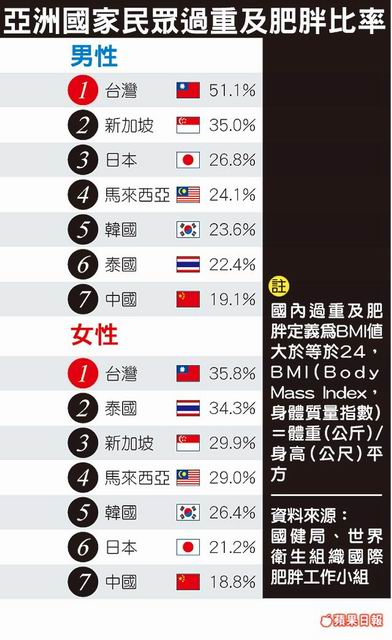 亞洲國家民眾過重及肥胖比率
男性
1 台灣 51.1%
2 新加坡 35.0%
3 日本 26.8%
4 馬來西亞 24.1%
5 韓國 23.6%
6 泰國 22.4%
7 中國 19.1%
女性
1 台灣 35.8%
2 泰國 34.3%
3 新加坡 29.9%
4 馬來西亞 29.0%
5 韓國 26.4%
6 日本 21.2%
7 中國 18.8%
註
國內過重及肥
胖定義為BMI值
大於等於24，
BMI(Body
Mass Index，
身體質量指數)
＝體重(公斤)/
身高(公尺)平
方
資料來源：
國健局、世界
衛生組織國際
肥胖工作小組
蘋果日報